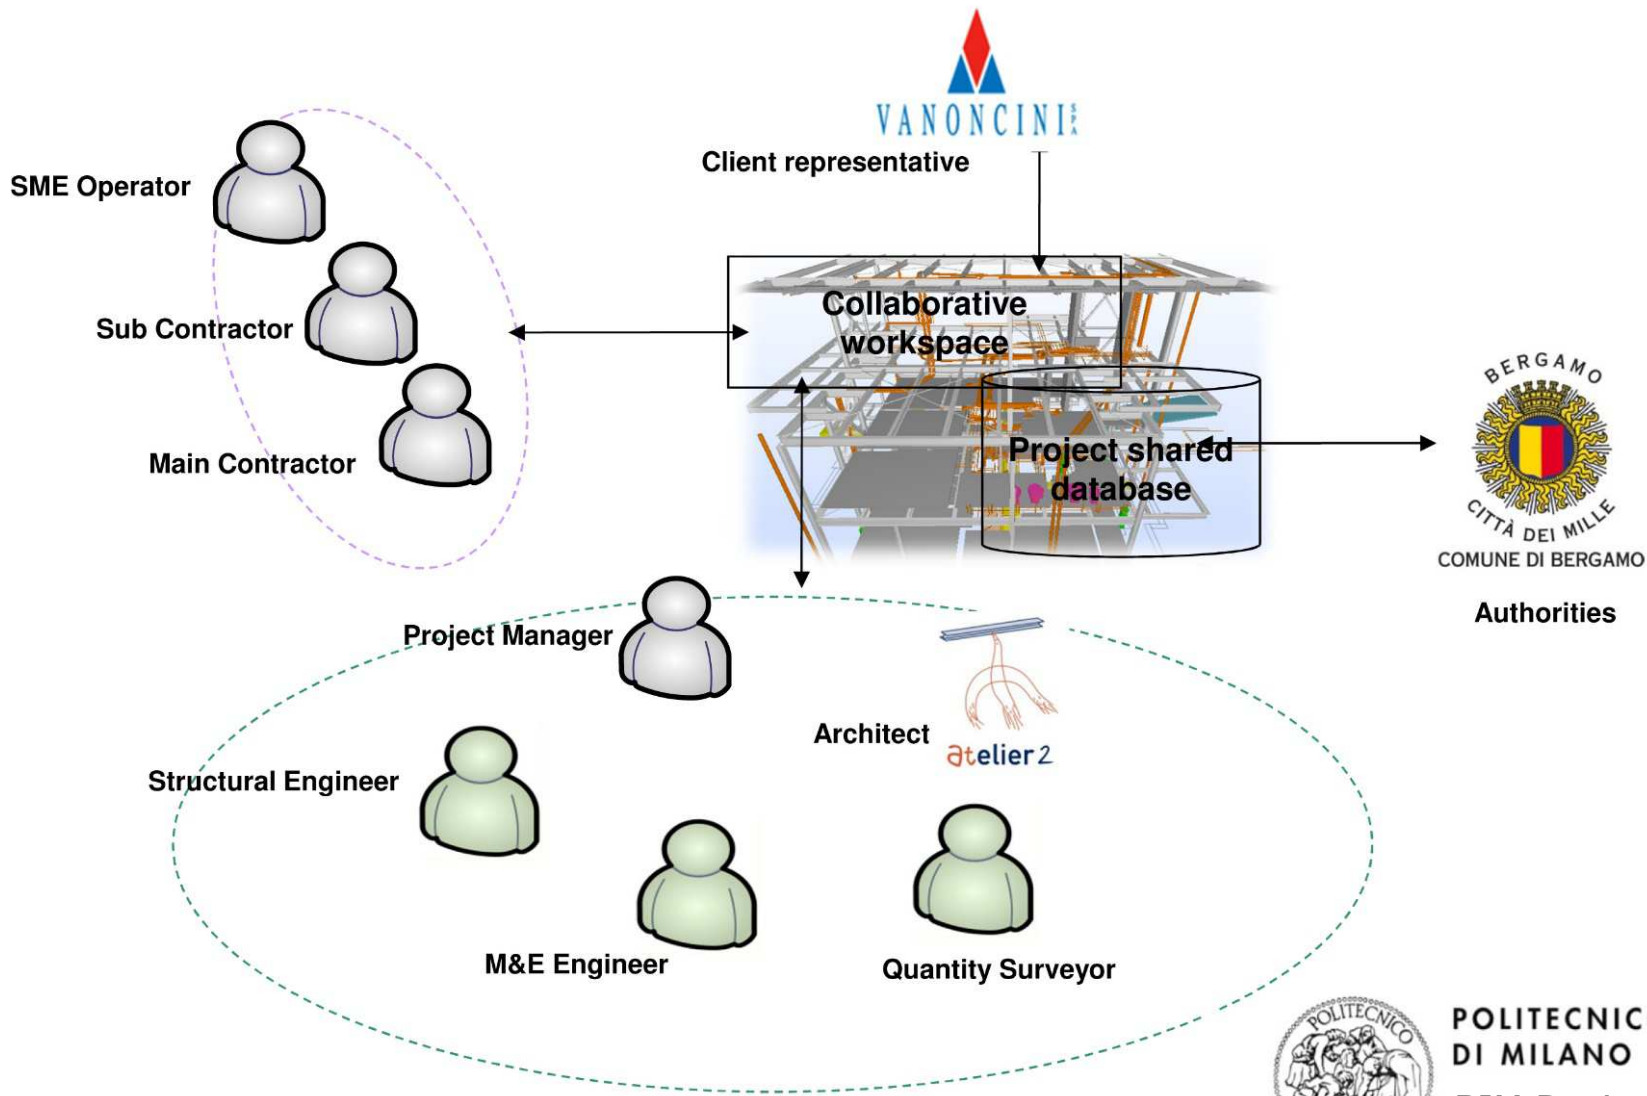 VANONCINI SPA
Client representative
SME Operator
Sub Contractor
Main Contractor
Collaborative
workspace
Project shared
database
BERGAMO
CITTÀ DEI MILLE
COMUNE DI BERGAMO
Authorities
Project Manager
Architect
atelier2
Structural Engineer
M&E Engineer
Quantity Surveyor
POLITECNICO
POLITECNIC
DI MILANO